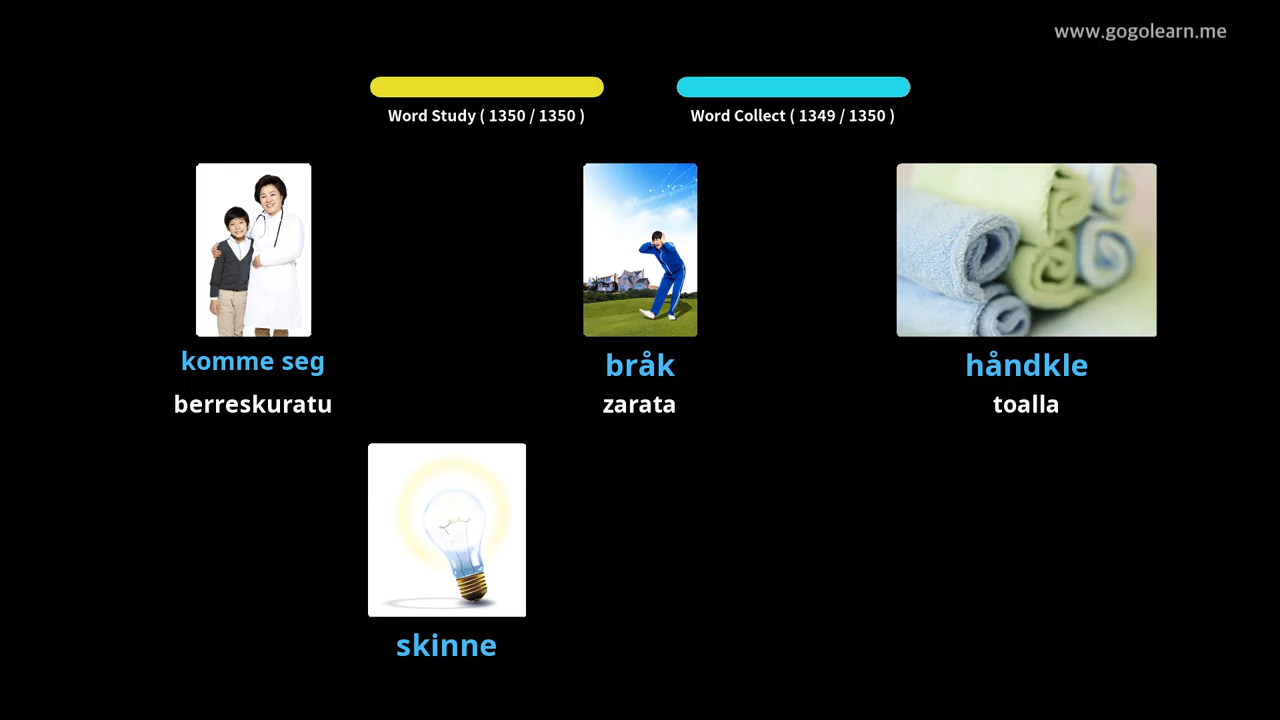 www.gogolearn.me
Word Study ( 1350 / 1350 )
Word Collect ( 1349 / 1350 )
komme seg
bråk
håndkle
berreskuratu
zarata
toalla
skinne